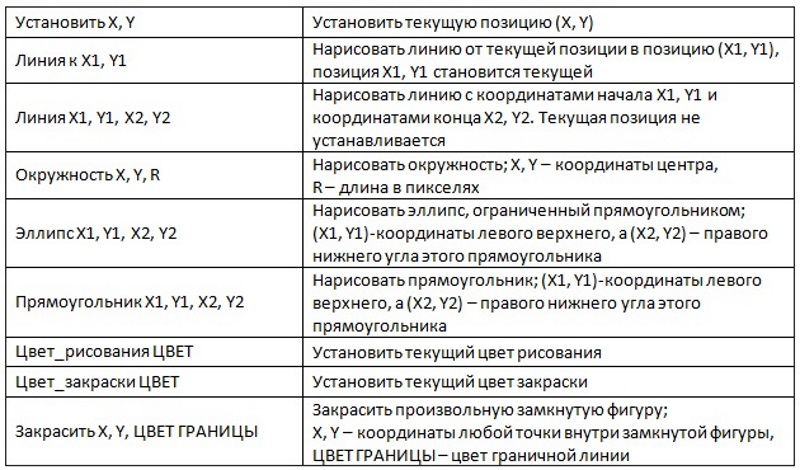 Установить X, Y
Установить текущую позицию (X, Y)
Линия к X1, Y1
Нарисовать линию от текущей позиции в позицию (X1, Y1),
позиция X1, Y1 становится текущей
Линия X1, Y1, X2, Y2
Нарисовать линию с координатами начала X1, Y1 и
координатами конца X2, Y2. Текущая позиция не
устанавливается
Окружность X, Y, R
Нарисовать окружность; X, Y – координаты центра,
R – длина в пикселях
Эллипс X1, Y1, X2, Y2
Нарисовать эллипс, ограниченный прямоугольником;
(X1, Y1)-координаты левого верхнего, а (X2, Y2) – правого
нижнего угла этого прямоугольника
Прямоугольник X1, Y1, X2, Y2
Нарисовать прямоугольник; (X1, Y1)-координаты левого
верхнего, а (X2, Y2) – правого нижнего угла этого
прямоугольника
Цвет_рисования ЦВЕТ
Установить текущий цвет рисования
Цвет_закраски ЦВЕТ
Установить текущий цвет закраски
Закрасить X, Y, ЦВЕТ ГРАНИЦЫ
Закрасить произвольную замкнутую фигуру;
X, Y – координаты любой точки внутри замкнутой фигуры,
ЦВЕТ ГРАНИЦЫ – цвет граничной линии